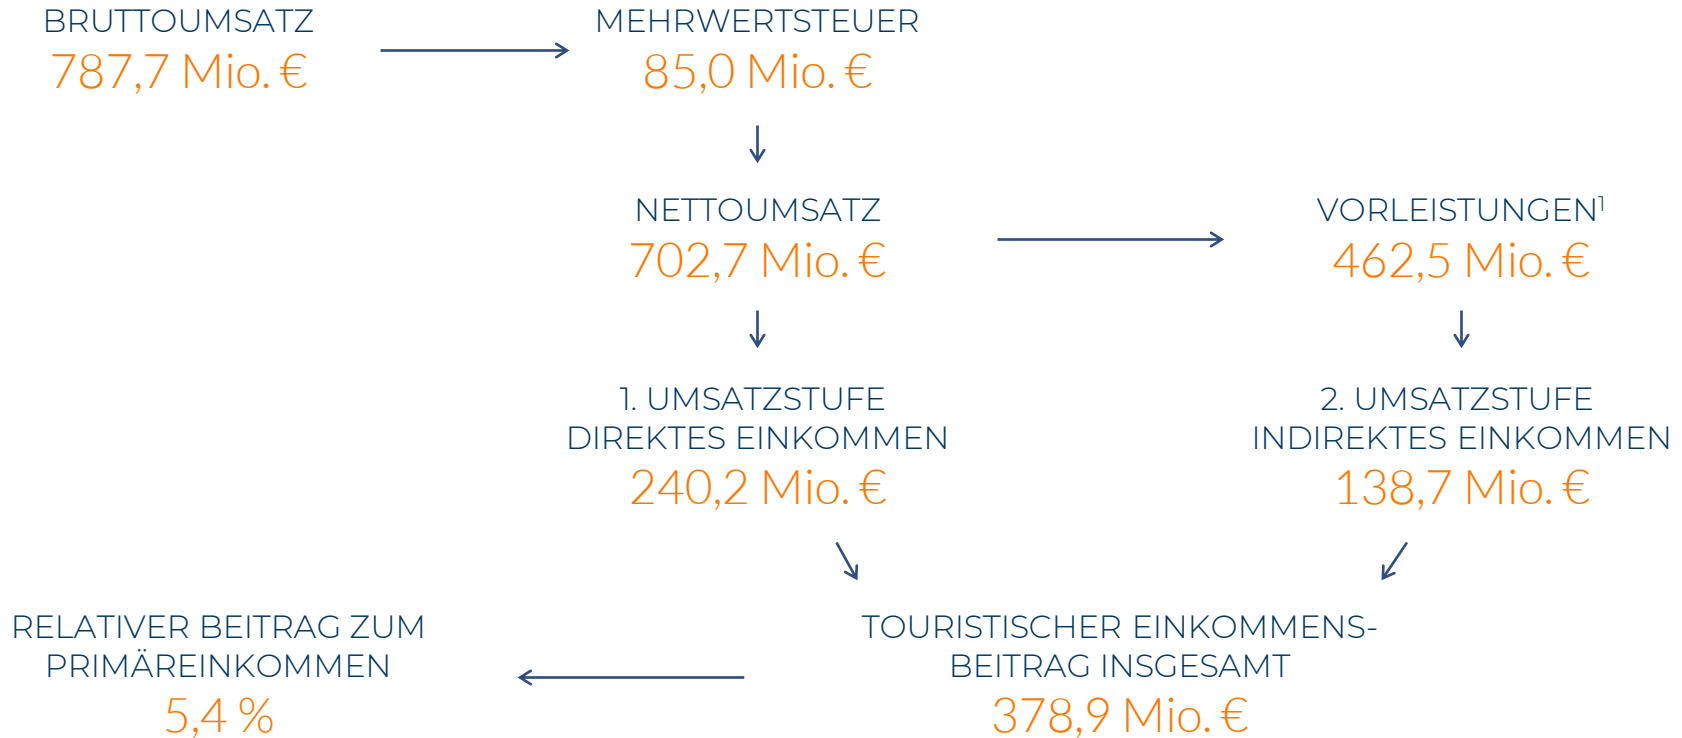 BRUTTOUMSATZ
787,7 Mio. €
MEHRWERTSTEUER
85,0 Mio. €
NETTOUMSATZ
702,7 Mio. €
VORLEISTUNGEN¹
462,5 Mio. €
1. UMSATZSTUFE
DIREKTES EINKOMMEN
240,2 Mio. €
2. UMSATZSTUFE
INDIREKTES EINKOMMEN
138,7 Mio. €
RELATIVER BEITRAG ZUM
PRIMÄREINKOMMEN
5,4 %
TOURISTISCHER EINKOMMENS-
BEITRAG INSGESAMT
378,9 Mio. €